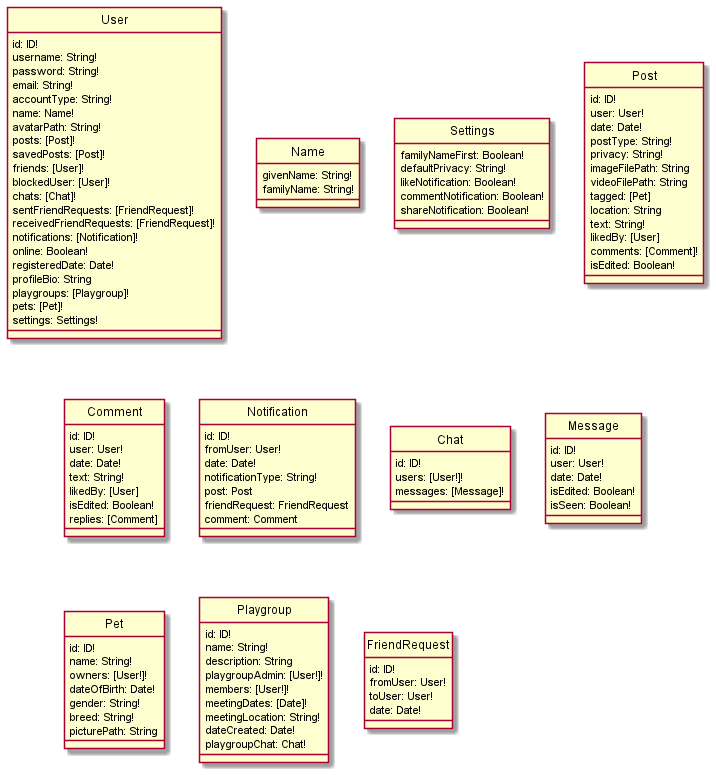 User
id: ID!
username: String!
password: String!
email: String!
accountType: String!
name: Name!
avatarPath: String!
posts: [Post]!
savedPosts: [Post]!
friends: [User]!
blockedUser: [User]!
chats: [Chat]!
sentFriendRequests: [FriendRequest]!
receivedFriendRequests: [FriendRequest]!
notifications: [Notification]!
online: Boolean!
registeredDate: Date!
profileBio: String
playgroups: [Playgroup]!
pets: [Pet]!
settings: Settings!
Name
givenName: String!
familyName: String!
Settings
familyNameFirst: Boolean!
defaultPrivacy: String!
likeNotification: Boolean!
commentNotification: Boolean!
shareNotification: Boolean!
Post
id: ID!
user: User!
date: Date!
postType: String!
privacy: String!
imageFilePath: String
videoFilePath: String
tagged: [Pet]
location: String
text: String!
likedBy: [User]
comments: [Comment]!
isEdited: Boolean!
Comment
id: ID!
user: User!
date: Date!
text: String!
likedBy: [User]
isEdited: Boolean!
replies: [Comment]
Notification
id: ID!
fromUser: User!
date: Date!
notificationType: String!
post: Post
friendRequest: FriendRequest
comment: Comment
Chat
id: ID!
users: [User!]!
messages: [Message]!
Message
id: ID!
user: User!
date: Date!
isEdited: Boolean!
isSeen: Boolean!
Pet
id: ID!
name: String!
owners: [User!]!
dateOfBirth: Date!
gender: String!
breed: String!
picturePath: String
Playgroup
id: ID!
name: String!
description: String
playgroupAdmin: [User!]!
members: [User!]!
meetingDates: [Date]!
meetingLocation: String!
dateCreated: Date!
playgroupChat: Chat!
FriendRequest
id: ID!
fromUser: User!
toUser: User!
date: Date!